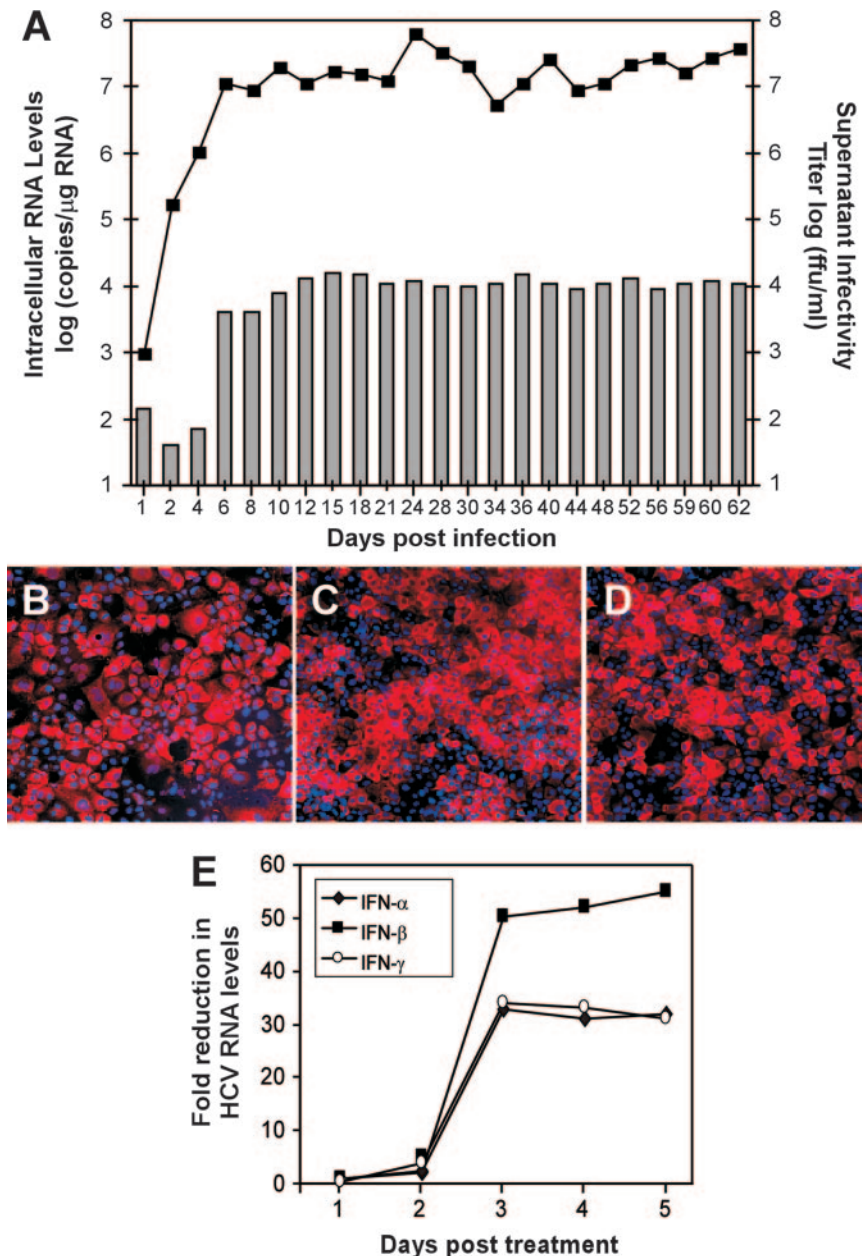 A
8
7
6
5
4
3
2
1
Intracellular RNA Levels
log (copies/µg RNA)
8
7
6
5
4
3
2
1
Supernatant Infectivity
Titer log (ffu/ml)
1 2 4 6 8 10 12 15 18 21 24 28 30 34 36 40 44 48 52 56 59 60 62
Days post infection
B C D
E
60
50
40
30
20
10
0
Fold reduction in
HCV RNA levels
IFN-α
IFN-β
IFN-γ
1 2 3 4 5
Days post treatment